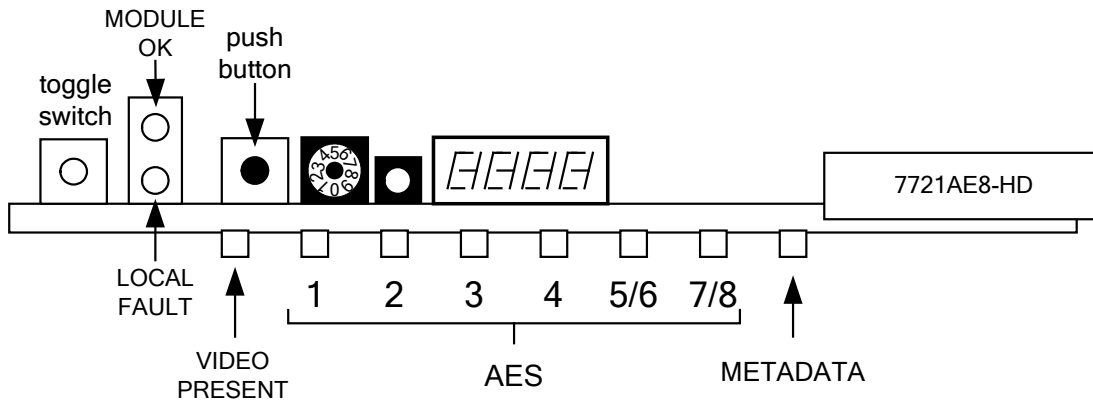 MODULE
OK
push
button
toggle
switch
4567890123
7721AE8-HD
LOCAL
FAULT
1 2 3 4 5/6 7/8
VIDEO
PRESENT
AES
METADATA